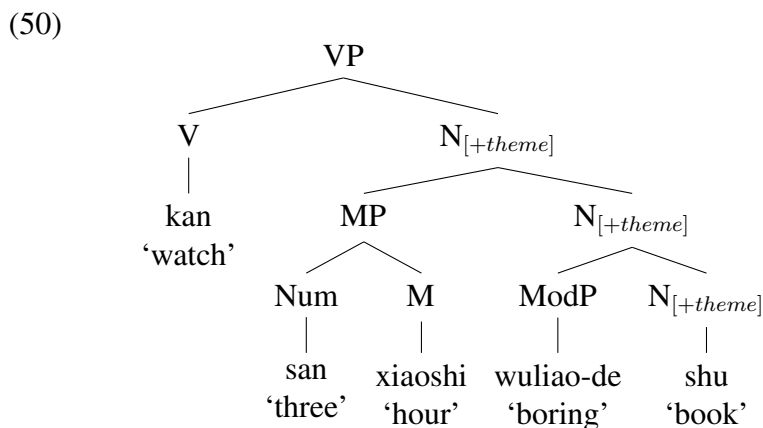 (50)
VP
V N[+theme]
kan MP N[+theme]
‘watch’
Num M ModP N[+theme]
san xiaoshi wuliao-de shu
‘three’ ‘hour’ ‘boring’ ‘book’